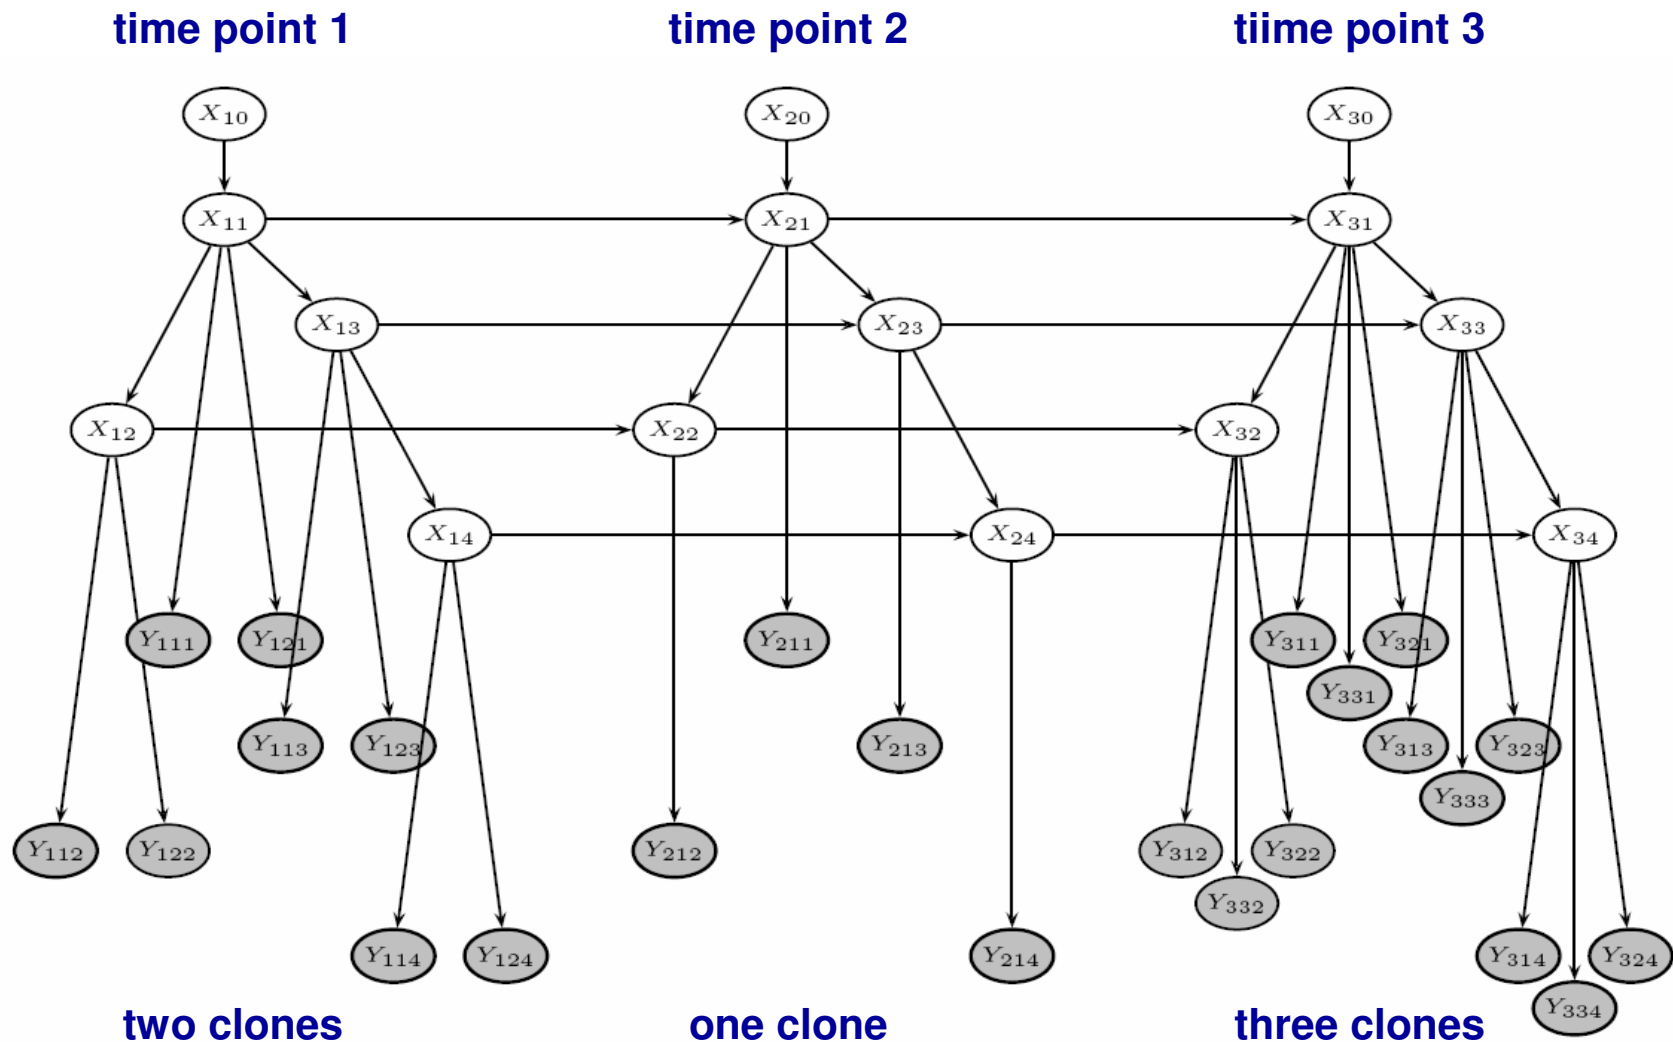 time point 1 time point 2 tiime point 3
X10 X20 X30
X11 X21 X31
X13 X23 X33
X12 X22 X32
X14 X24 X34
Y111 Y121 Y211 Y311 Y321
Y331
Y113 Y123 Y213 Y313 Y323
Y333
Y112 Y122 Y212 Y312 Y322
Y332
Y114 Y124 Y214 Y314 Y324
Y334
two clones one clone three clones